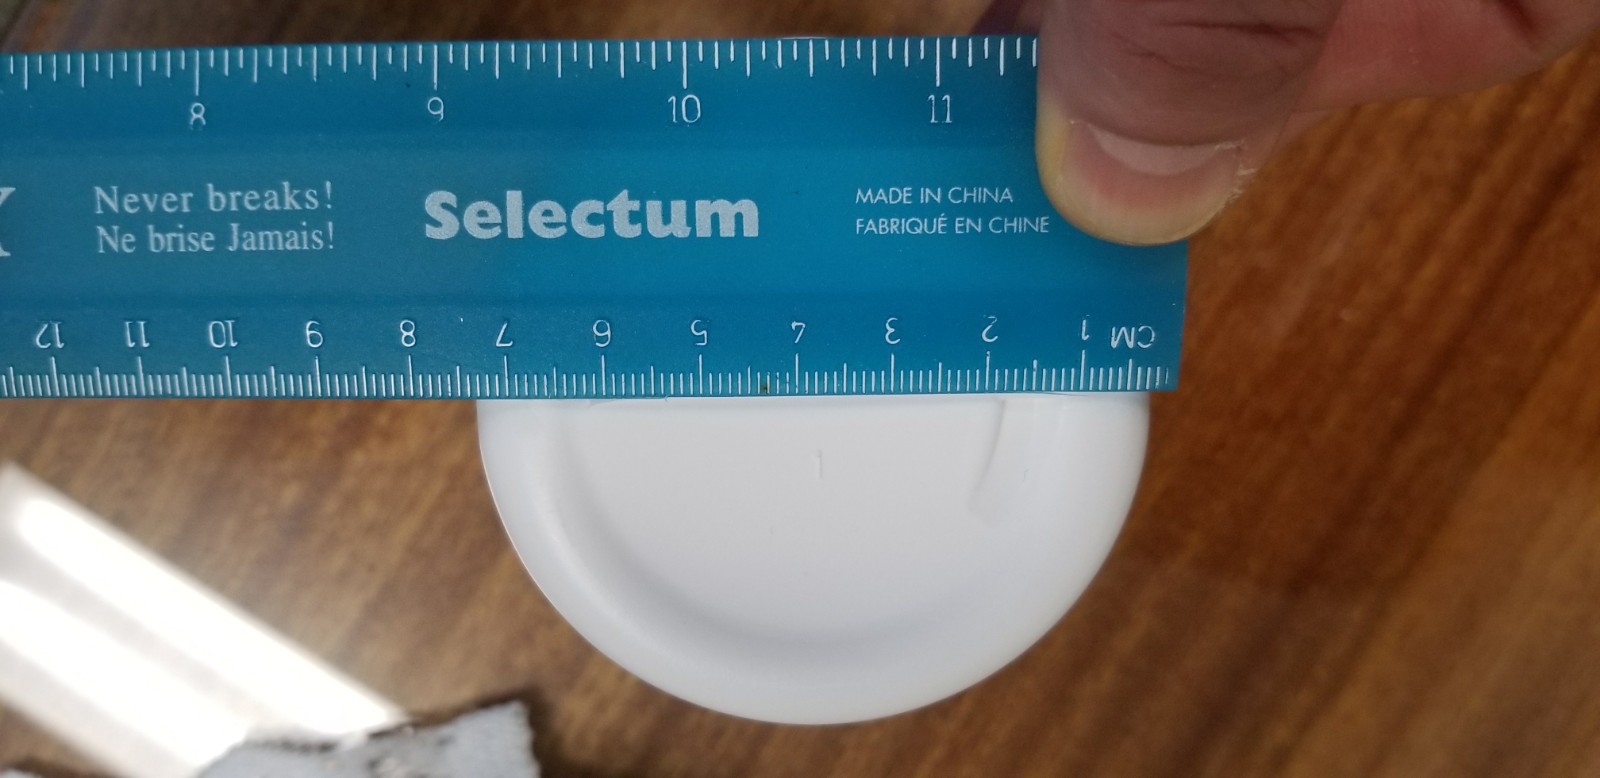 8 9 10 11
Never breaks!
Ne brise Jamais!
Selectum
MADE IN CHINA
FABRIQUÉ EN CHINE
CM 1 2 3 4 5 6 7 8 9 10 11 12